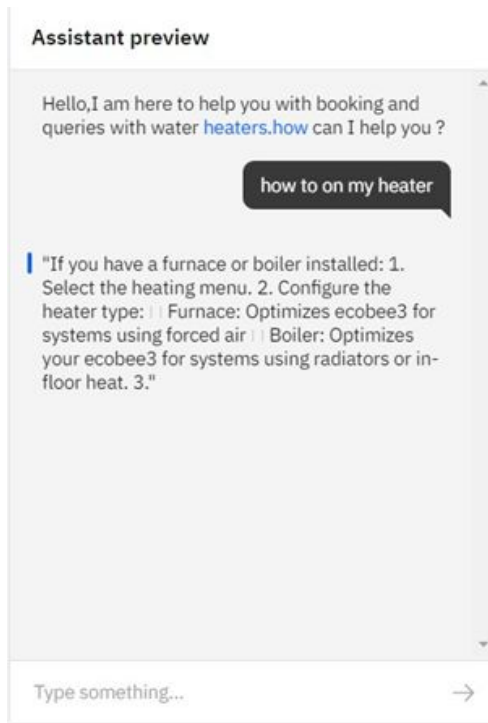 Assistant preview
Hello,I am here to help you with booking and
queries with water heaters.how can I help you ?
how to on my heater
"If you have a furnace or boiler installed: 1.
Select the heating menu. 2. Configure the
heater type: Furnace: Optimizes ecobee3 for
systems using forced air Boiler: Optimizes
your ecobee3 for systems using radiators or in-
floor heat. 3."
Type something...